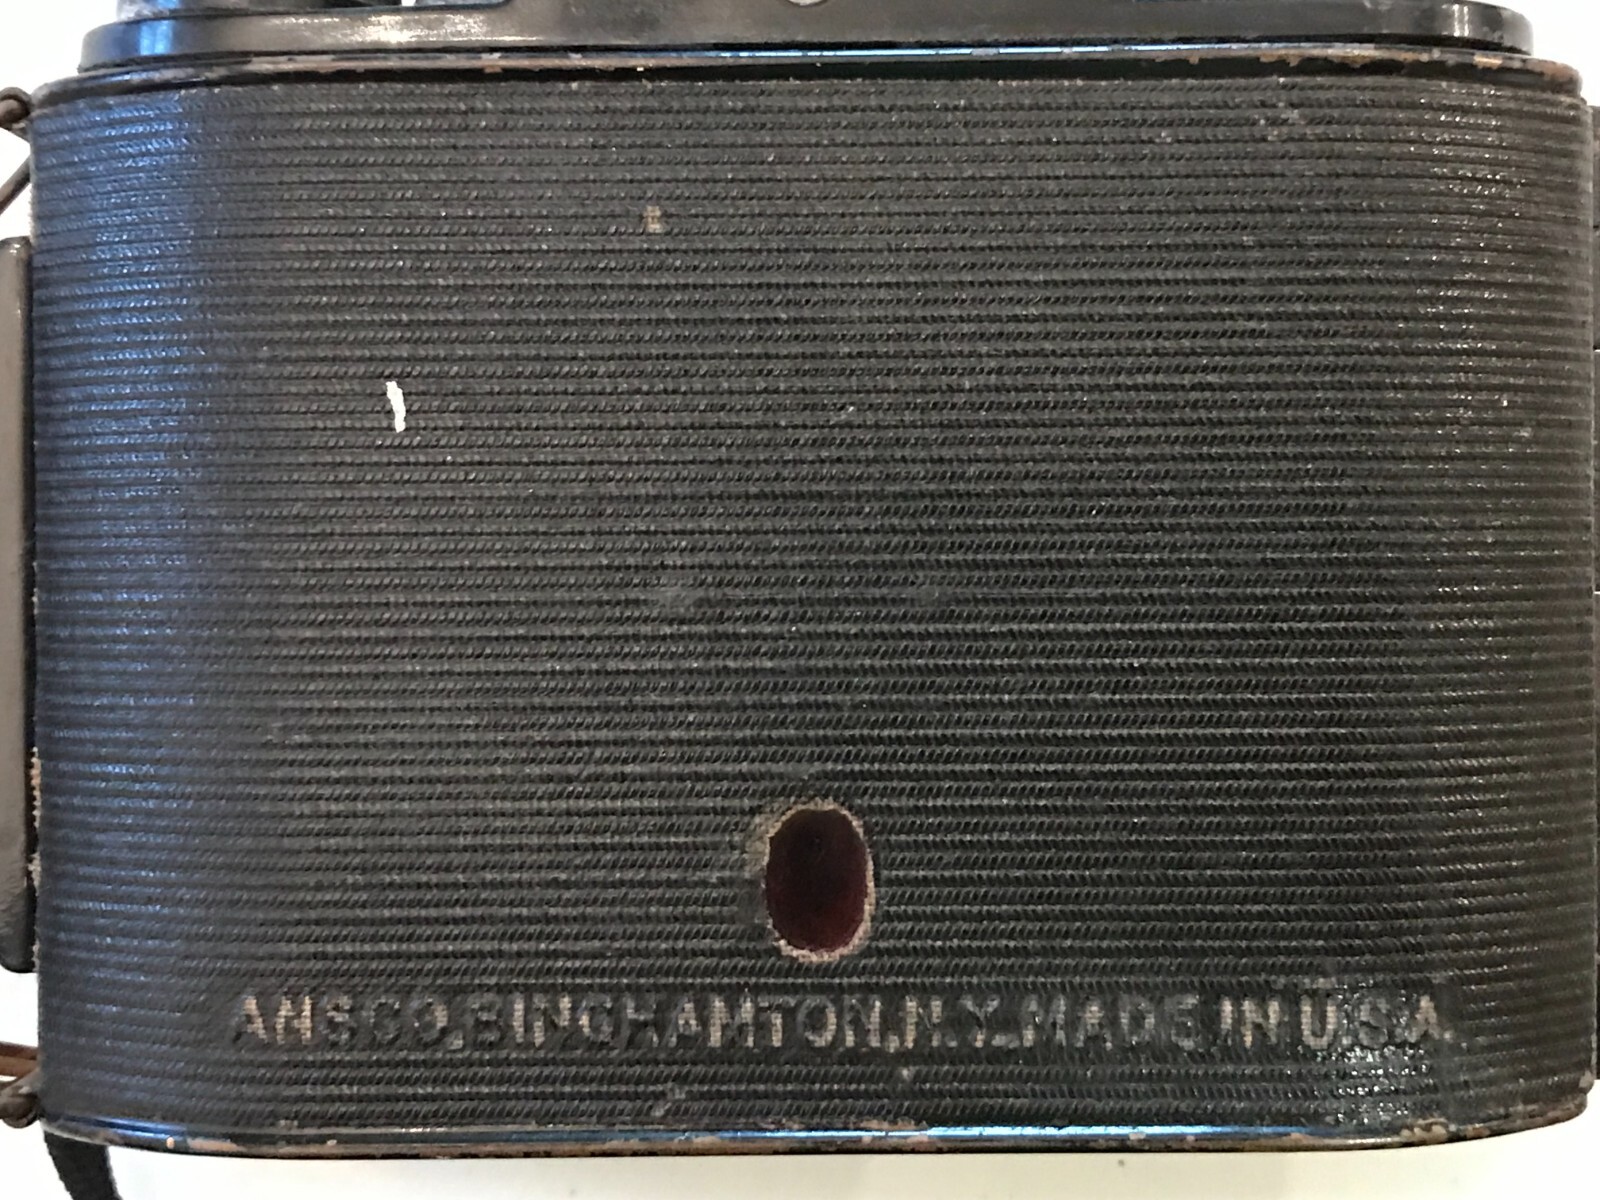 ANSCO, BINGHAMTON, N.Y. MADE IN U.S.A.